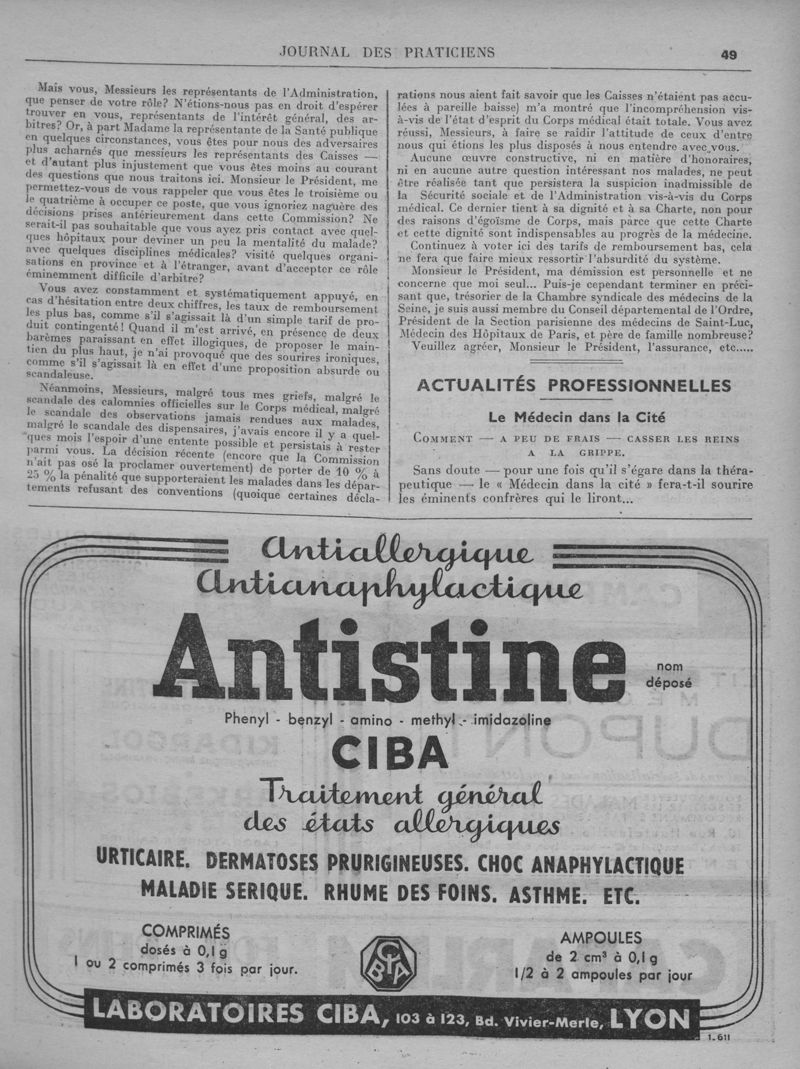 JOURNAL DES PRATICIENS
49
Mais vous, Messieurs les représentants de l'Administration,
que penser de votre rôle? N'étions-nous pas en droit d'espérer
trouver en vous, représentants de l'intérêt général, des ar-
bitres? Or, à part Madame la représentante de la Santé publique
en quelques circonstances, vous êtes pour nous des adversaires
plus acharnés que messieurs les représentants des Caisses —
et d'autant plus injustement que vous êtes moins au courant
des questions que nous traitons ici. Monsieur le Président, me
permettez-vous de vous rappeler que vous êtes le troisième ou
le quatrième à occuper ce poste, que vous ignoriez naguère des
décisions prises antérieurement dans cette Commission? Ne
serait-il pas souhaitable que vous ayez pris contact avec quel-
ques hôpitaux pour deviner un peu la mentalité du malade?
avec quelques disciplines médicales? visité quelques organi-
sations en province et à l'étranger, avant d'accepter ce rôle
éminemment difficile d'arbitre?
Vous avez constamment et systématiquement appuyé, en
cas d'hésitation entre deux chiffres, les taux de remboursement
les plus bas, comme s'il s'agissait là d'un simple tarif de pro-
duit contingenté! Quand il m'est arrivé, en présence de deux
barèmes paraissant en effet illogiques, de proposer le main-
tien du plus haut, je n'ai provoqué que des sourires ironiques,
comme s'il s'agissait là en effet d'une proposition absurde ou
scandaleuse.
Néanmoins, Messieurs, malgré tous mes griefs, malgré le
scandale des calomnies officielles sur le Corps médical, malgré
le scandale des observations jamais rendues aux malades,
malgré le scandale des dispensaires, j'avais encore il y a quel-
ques mois l'espoir d'une entente possible et persistais à rester
parmi vous. La décision récente (encore que la Commission
n'ait pas osé la proclamer ouvertement) de porter de 10 % à
25 % la pénalité que supporteraient les malades dans les dépar-
tements refusant des conventions (quoique certaines décla-
rations nous aient fait savoir que les Caisses n'étaient pas accu-
lées à pareille baisse) m'a montré que l'incompréhension vis-
à-vis de l'état d'esprit du Corps médical était totale. Vous avez
réussi, Messieurs, à faire se raidir l'attitude de ceux d'entre
nous qui étions les plus disposés à nous entendre avec vous.
Aucune œuvre constructive, ni en matière d'honoraires,
ni en aucune autre question intéressant nos malades, ne peut
être réalisée tant que persistera la suspicion inadmissible de
la Sécurité sociale et de l'Administration vis-à-vis du Corps
médical. Ce dernier tient à sa dignité et à sa Charte, non pour
des raisons d'égoïsme de Corps, mais parce que cette Charte
et cette dignité sont indispensables au progrès de la médecine.
Continuez à voter ici des tarifs de remboursement bas, cela
ne fera que faire mieux ressortir l'absurdité du système.
Monsieur le Président, ma démission est personnelle et ne
concerne que moi seul... Puis-je cependant terminer en préci-
sant que, trésorier de la Chambre syndicale des médecins de la
Seine, je suis aussi membre du Conseil départemental de l'Ordre,
Président de la Section parisienne des médecins de Saint-Luc,
Médecin des Hôpitaux de Paris, et père de famille nombreuse?
Veuillez agréer, Monsieur le Président, l'assurance, etc.....
ACTUALITÉS PROFESSIONNELLES
Le Médecin dans la Cité
COMMENT — A PEU DE FRAIS — CASSER LES REINS
A LA GRIPPE.
Sans doute — pour une fois qu'il s'égare dans la théra-
peutique — le « Médecin dans la cité » fera-t-il sourire
les éminents confrères qui le liront...
Antiallergique
Antianaphylactique
Antistine
nom
déposé
Phenyl - benzyl - amino - methyl - imidazoline
CIBA
Traitement général
des états allergiques
URTICAIRE. DERMATOSES PRURIGINEUSES. CHOC ANAPHYLACTIQUE
MALADIE SERIQUE. RHUME DES FOINS. ASTHME. ETC.
COMPRIMÉS
dosés à 0,1 g
1 ou 2 comprimés 3 fois par jour.
CIBA
AMPOULES
de 2 cm³ à 0,1 g
1/2 à 2 ampoules par jour
LABORATOIRES CIBA, 103 à 123, Bd. Vivier-Merle, LYON
1-611